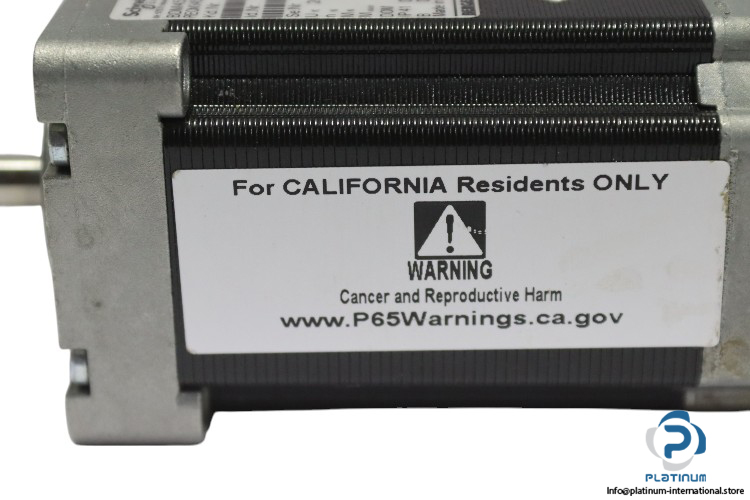 For CALIFORNIA Residents ONLY
WARNING
Cancer and Reproductive Harm
www.P65Warnings.ca.gov
PLATINUM
Info@platinum-international.store